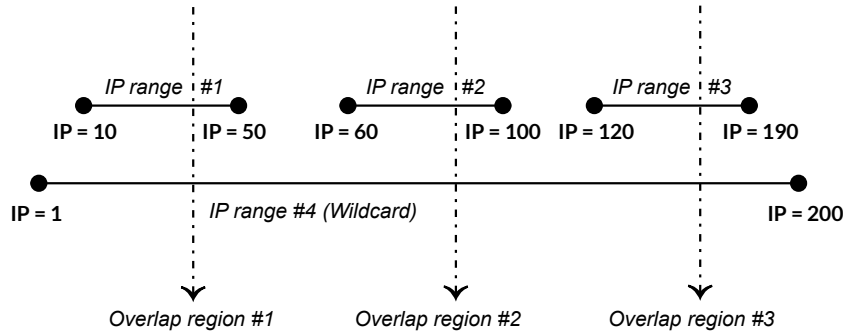 IP range #1
IP range #2
IP range #3
IP = 10
IP = 50
IP = 60
IP = 100
IP = 120
IP = 190
IP = 1
IP range #4 (Wildcard)
IP = 200
Overlap region #1
Overlap region #2
Overlap region #3